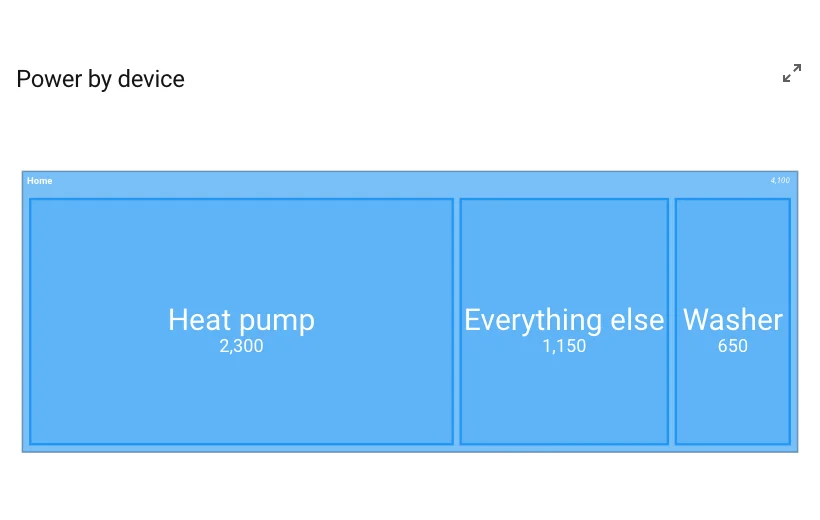 Power by device
Home
4,100
Heat pump
2,300
Everything else
1,150
Washer
650